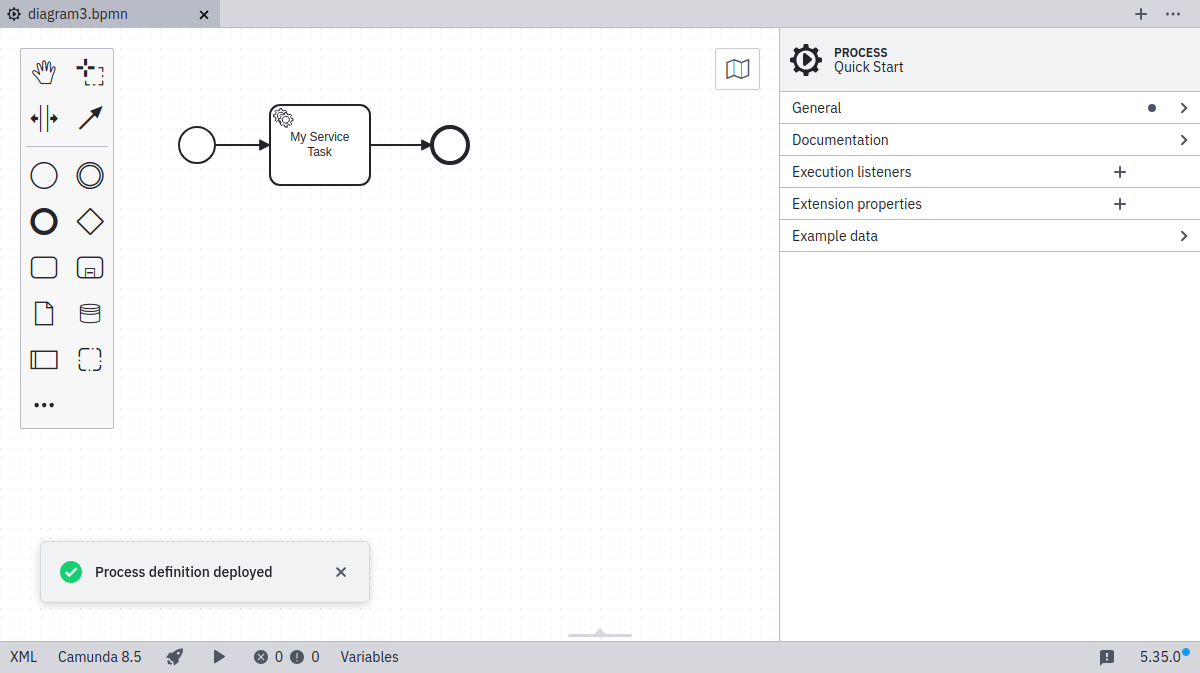 diagram3.bpmn
PROCESS
Quick Start
General
Documentation
Execution listeners
Extension properties
Example data
My Service
Task
Process definition deployed
XML Camunda 8.5 0 0 Variables 5.35.0